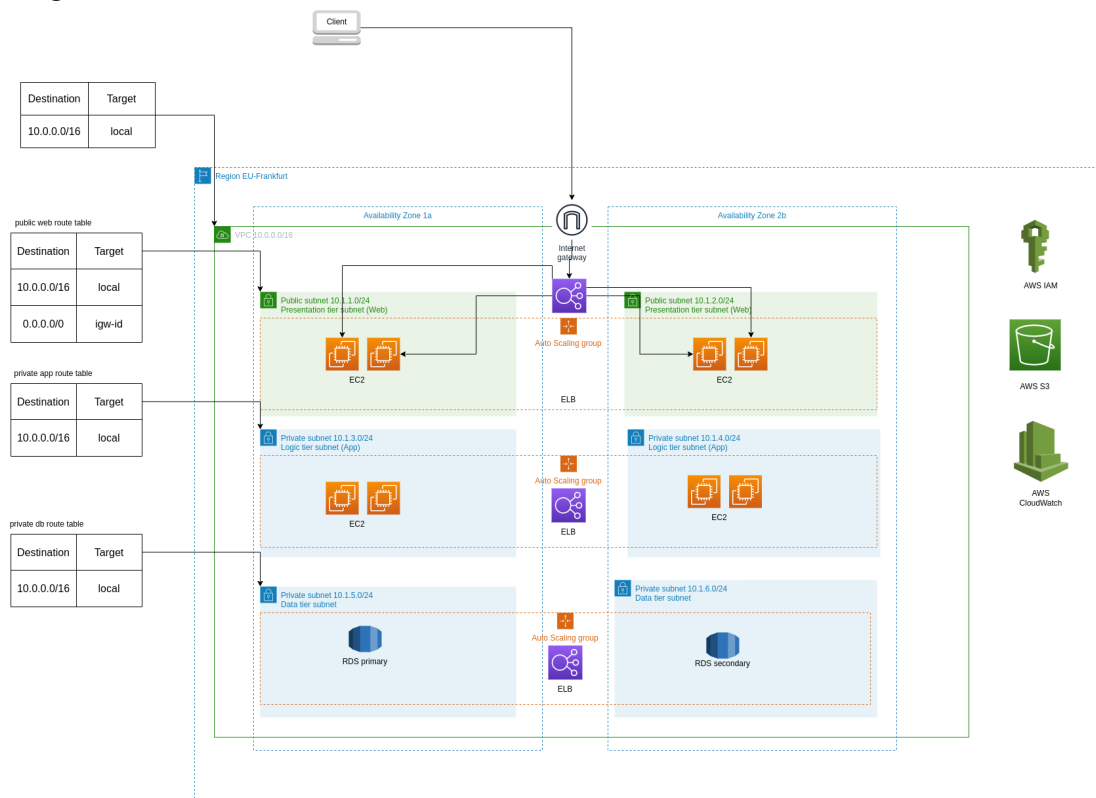 Client
Destination Target
10.0.0.0/16 local
Region EU-Frankfurt
public web route table
Destination Target
10.0.0.0/16 local
0.0.0.0/0 igw-id
private app route table
Destination Target
10.0.0.0/16 local
private db route table
Destination Target
10.0.0.0/16 local
Availability Zone 1a
Availability Zone 2b
VPC 10.0.0.0/16
Internet
gateway
Public subnet 10.1.1.0/24
Presentation tier subnet (Web)
Public subnet 10.1.2.0/24
Presentation tier subnet (Web)
Auto Scaling group
EC2
EC2
ELB
Private subnet 10.1.3.0/24
Logic tier subnet (App)
Private subnet 10.1.4.0/24
Logic tier subnet (App)
Auto Scaling group
EC2
ELB
EC2
Private subnet 10.1.5.0/24
Data tier subnet
Private subnet 10.1.6.0/24
Data tier subnet
Auto Scaling group
RDS primary
ELB
RDS secondary
AWS IAM
AWS S3
AWS
CloudWatch